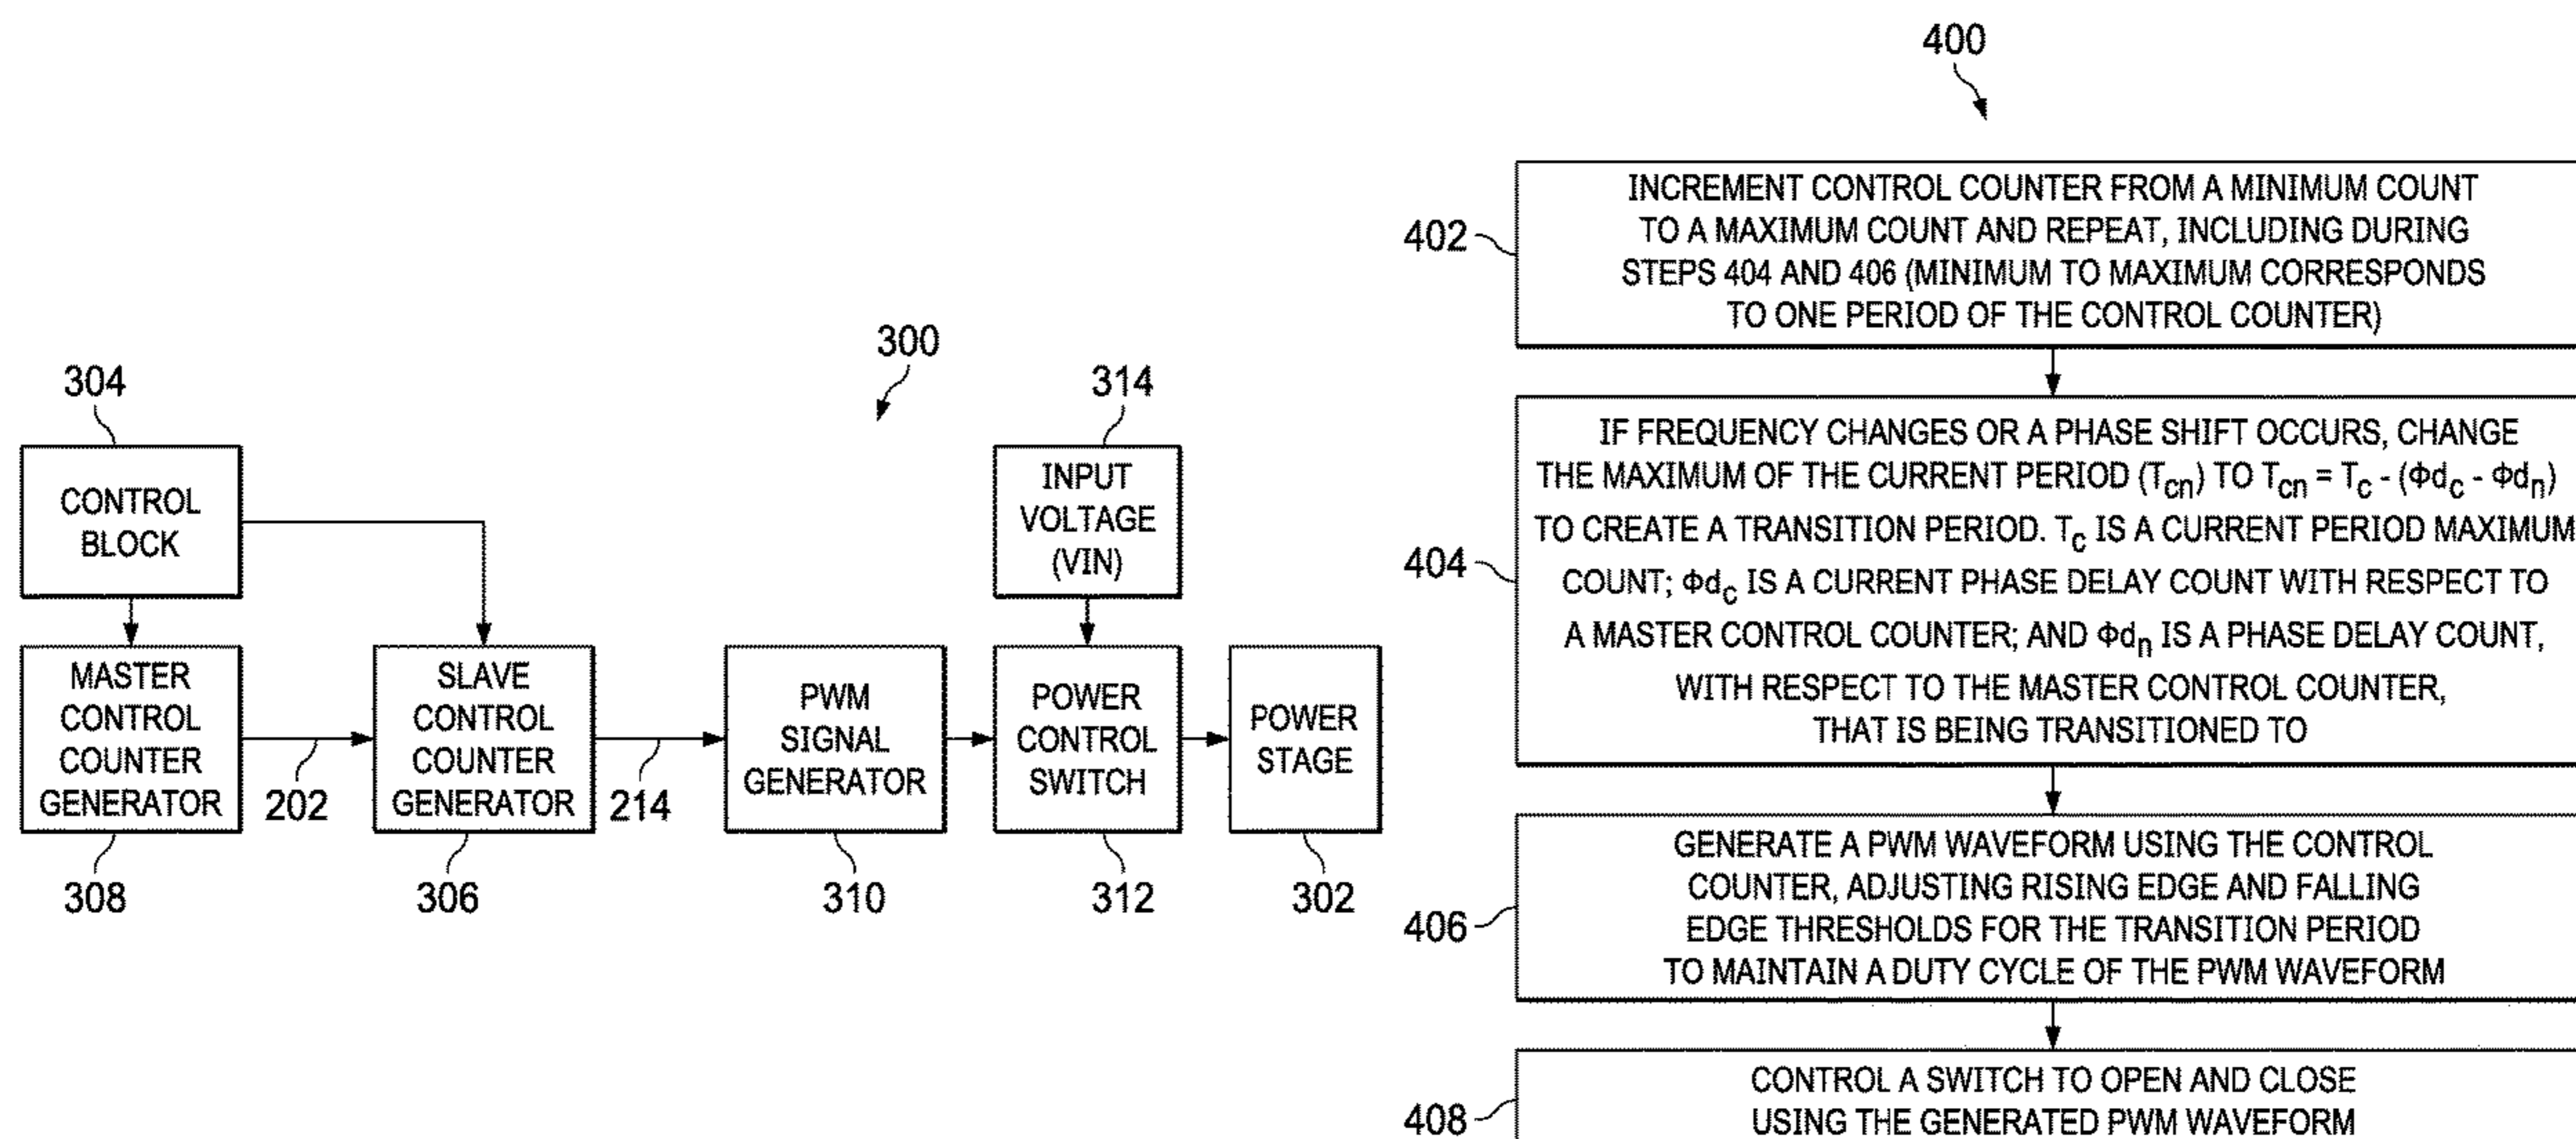 300
304
CONTROL
BLOCK
314
INPUT
VOLTAGE
(VIN)
MASTER
CONTROL
COUNTER
GENERATOR
308
202
SLAVE
CONTROL
COUNTER
GENERATOR
306
214
PWM
SIGNAL
GENERATOR
310
POWER
CONTROL
SWITCH
312
POWER
STAGE
302
400
402
INCREMENT CONTROL COUNTER FROM A MINIMUM COUNT
TO A MAXIMUM COUNT AND REPEAT, INCLUDING DURING
STEPS 404 AND 406 (MINIMUM TO MAXIMUM CORRESPONDS
TO ONE PERIOD OF THE CONTROL COUNTER)
404
IF FREQUENCY CHANGES OR A PHASE SHIFT OCCURS, CHANGE
THE MAXIMUM OF THE CURRENT PERIOD (Tcn) TO Tcn = Tc - (Φdc - Φdn)
TO CREATE A TRANSITION PERIOD. Tc IS A CURRENT PERIOD MAXIMUM
COUNT; Φdc IS A CURRENT PHASE DELAY COUNT WITH RESPECT TO
A MASTER CONTROL COUNTER; AND Φdn IS A PHASE DELAY COUNT,
WITH RESPECT TO THE MASTER CONTROL COUNTER,
THAT IS BEING TRANSITIONED TO
406
GENERATE A PWM WAVEFORM USING THE CONTROL
COUNTER, ADJUSTING RISING EDGE AND FALLING
EDGE THRESHOLDS FOR THE TRANSITION PERIOD
TO MAINTAIN A DUTY CYCLE OF THE PWM WAVEFORM
408
CONTROL A SWITCH TO OPEN AND CLOSE
USING THE GENERATED PWM WAVEFORM